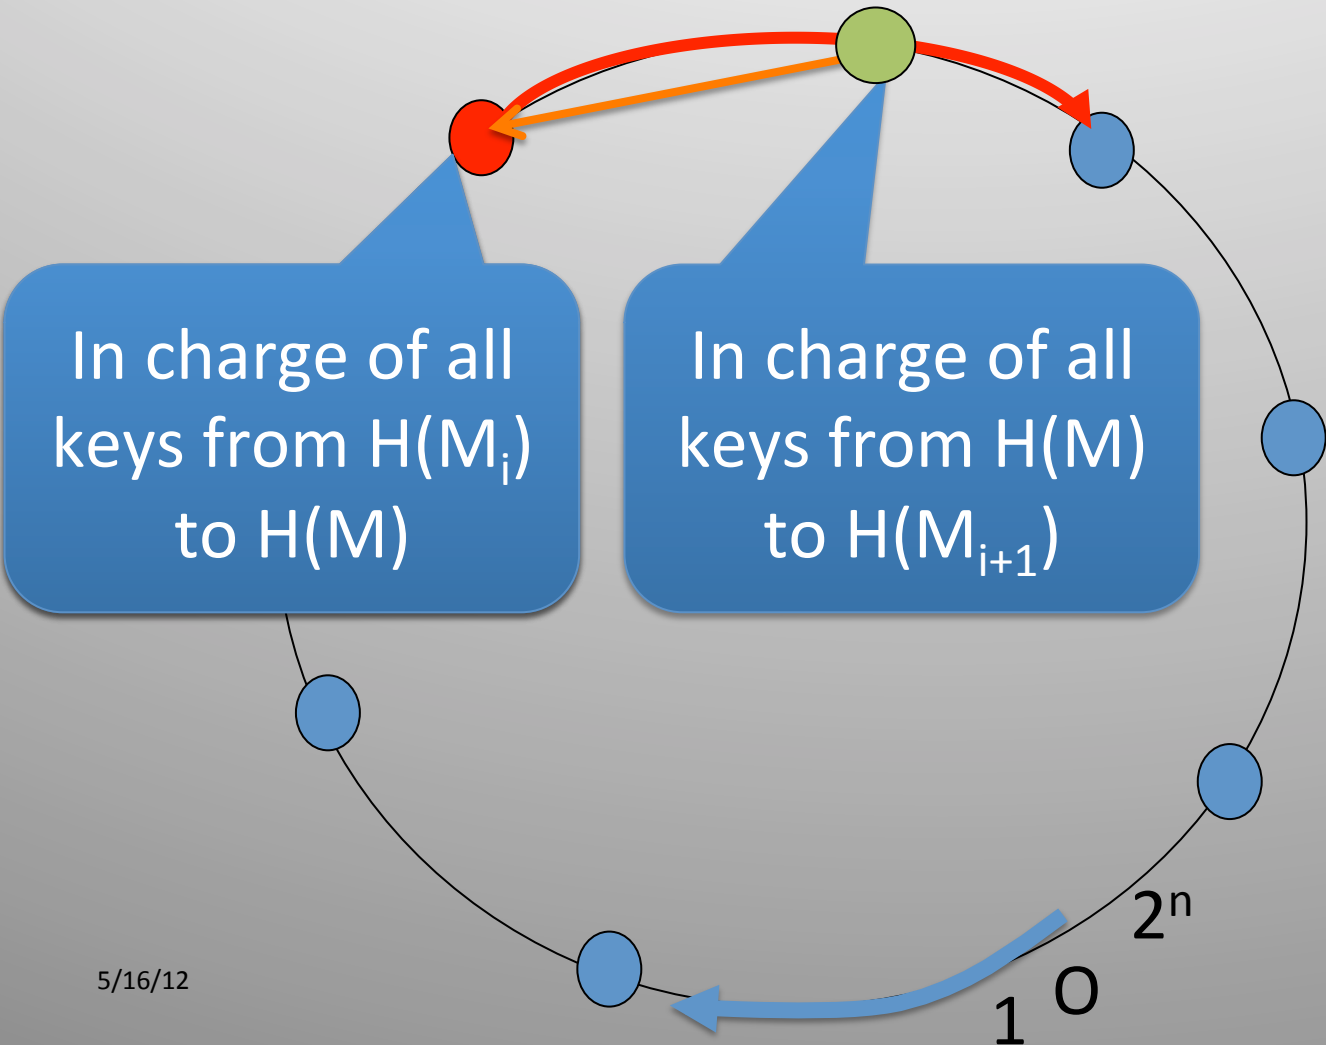 In charge of all
keys from H(Mᵢ)
to H(M)
In charge of all
keys from H(M)
to H(Mᵢ₊₁)
2ⁿ
O
1
5/16/12